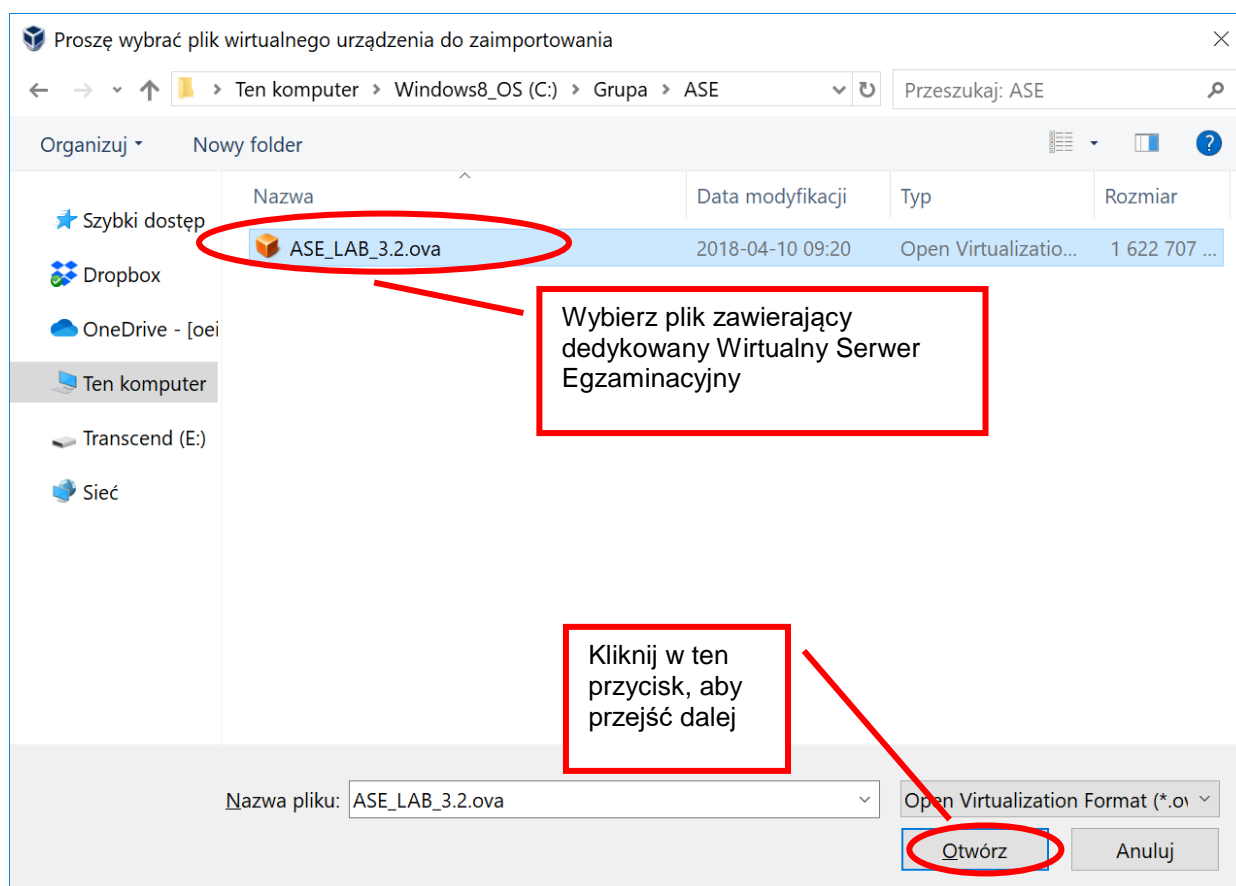 Proszę wybrać plik wirtualnego urządzenia do zaimportowania
Ten komputer > Windows8_OS (C:) > Grupa > ASE
Przeszukaj: ASE
Organizuj
Nowy folder
Nazwa
Data modyfikacji
Typ
Rozmiar
Szybki dostęp
Dropbox
OneDrive - [oei
Ten komputer
Transcend (E:)
Sieć
ASE_LAB_3.2.ova
2018-04-10 09:20
Open Virtualizatio...
1 622 707 ...
Wybierz plik zawierający
dedykowany Wirtualny Serwer
Egzaminacyjny
Kliknij w ten
przycisk, aby
przejść dalej
Nazwa pliku:
ASE_LAB_3.2.ova
Open Virtualization Format (*.ov
Otwórz
Anuluj